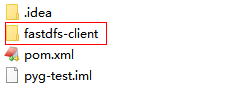 .idea
fastdfs-client
pom.xml
pyg-test.iml